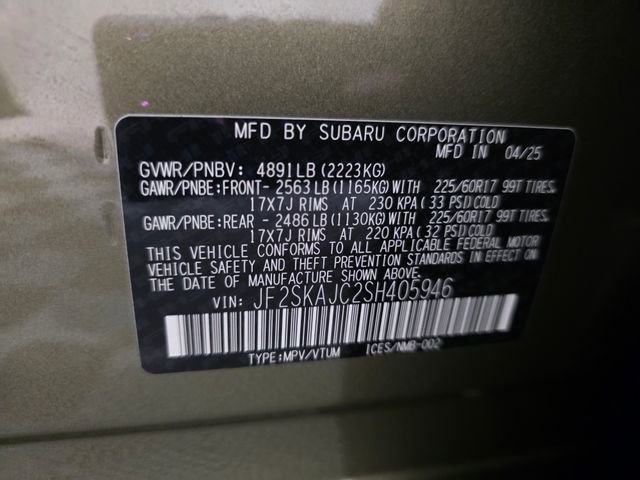 MFD BY SUBARU CORPORATION
MFD IN 04/25
GVWR/PNBV: 4891LB(2223KG)
GAWR/PNBE:FRONT- 2563LB(1165KG)WITH 225/60R17 99T TIRES,
17X7J RIMS AT 230 KPA(33 PSI)COLD
GAWR/PNBE:REAR - 2486LB(1130KG)WITH 225/60R17 99T TIRES,
17X7J RIMS AT 220 KPA(32 PSI)COLD
THIS VEHICLE CONFORMS TO ALL APPLICABLE FEDERAL MOTOR
VEHICLE SAFETY AND THEFT PREVENTION STANDARDS IN EFFECT ON
THE DATE OF MANUFACTURE SHOWN ABOVE.
VIN: JF2SKAJC2SH405946
TYPE:MPV/VTUM ICES/NMB-002